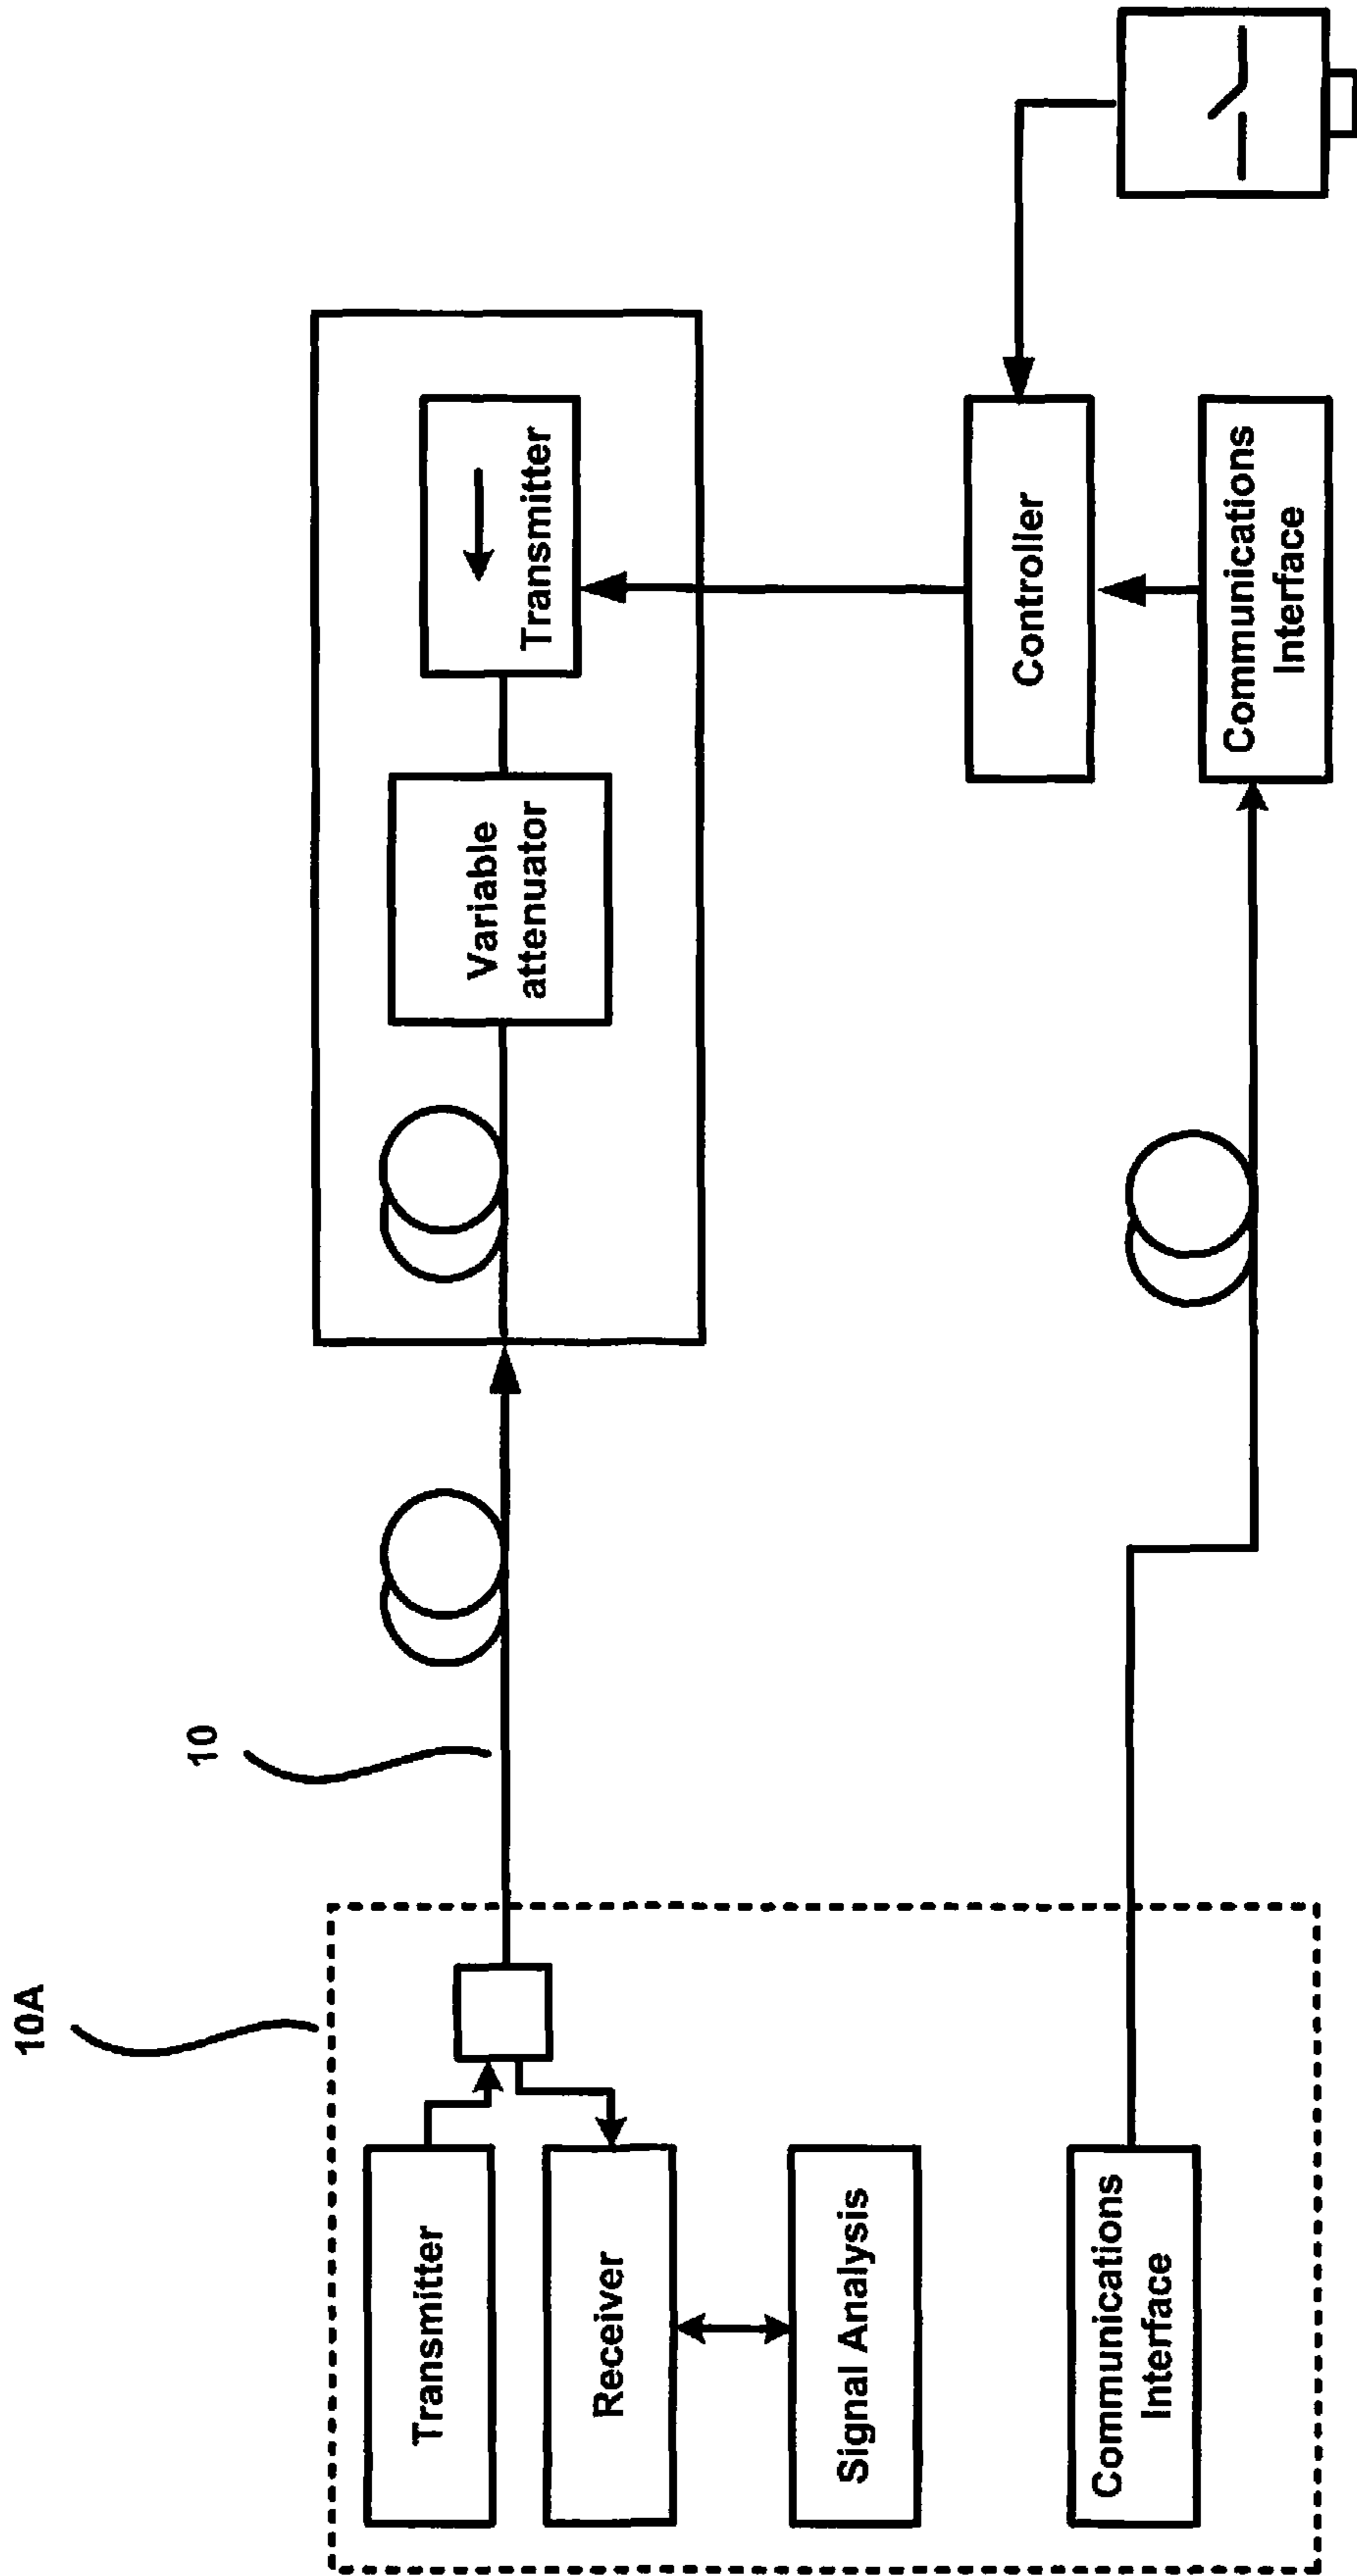 10A
10
Transmitter
Receiver
Signal Analysis
Communications
Interface
Variable
attenuator
Transmitter
Controller
Communications
Interface